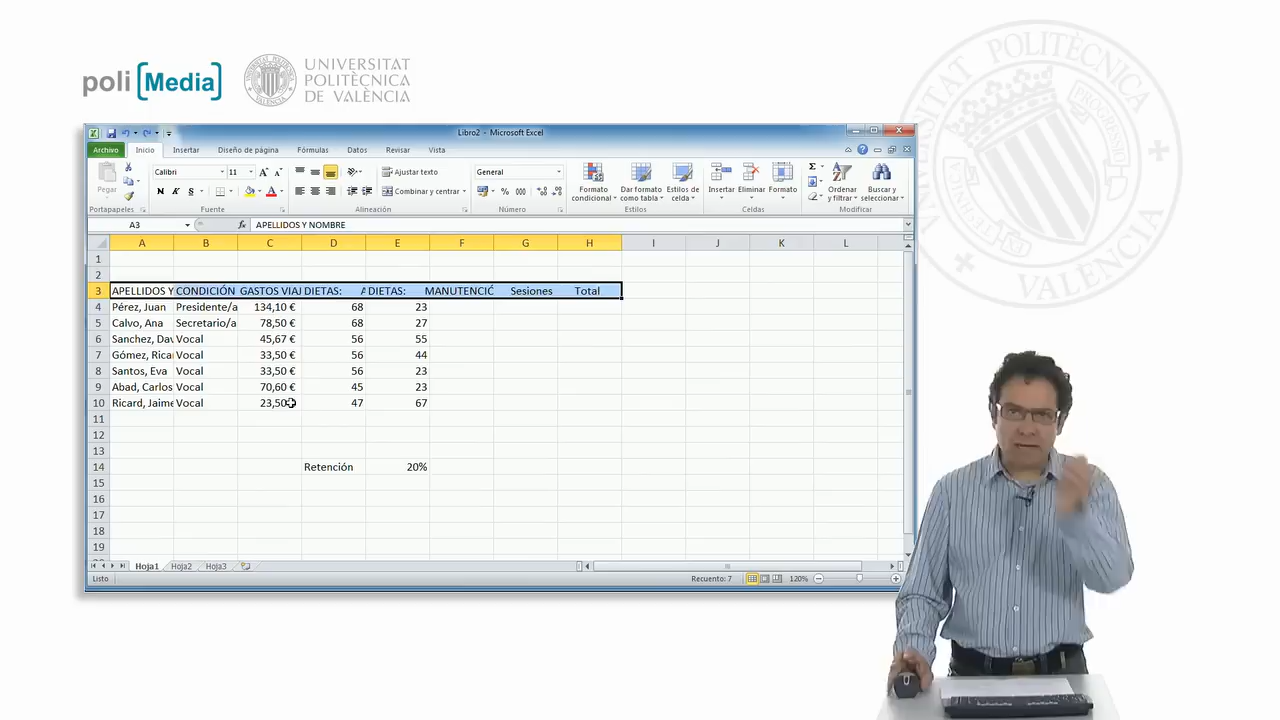 poli [Media]
UNIVERSITAT
POLITÈCNICA
DE VALÈNCIA
UNIVERSITAT POLITÈCNICA DE VALÈNCIA
Libro2 - Microsoft Excel
Archivo Inicio Insertar Diseño de página Fórmulas Datos Revisar Vista
Pegar
Calibri 11
N K S
Ajustar texto
Combinar y centrar
General
% 000
Formato condicional
Dar formato como tabla
Estilos de celda
Insertar Eliminar Formato
Ordenar y filtrar
Buscar y seleccionar
Portapapeles Fuente Alineación Número Estilos Celdas Modificar
A3 fx APELLIDOS Y NOMBRE
A B C D E F G H I J K L
1
2
3 APELLIDOS Y CONDICIÓN GASTOS VIAJ DIETAS: A DIETAS: MANUTENCIÓ Sesiones Total
4 Pérez, Juan Presidente/a 134,10 € 68 23
5 Calvo, Ana Secretario/a 78,50 € 68 27
6 Sanchez, Dav Vocal 45,67 € 56 55
7 Gómez, Rica Vocal 33,50 € 56 44
8 Santos, Eva Vocal 33,50 € 56 23
9 Abad, Carlos Vocal 70,60 € 45 23
10 Ricard, Jaime Vocal 23,50 47 67
11
12
13
14 Retención 20%
15
16
17
18
19
Hoja1 Hoja2 Hoja3
Listo Recuento: 7 120%